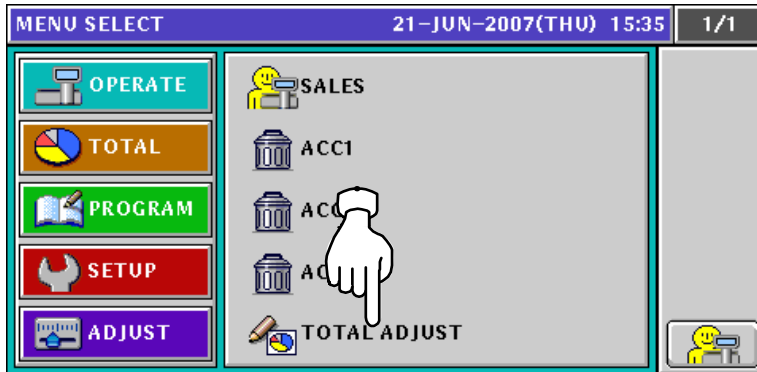 MENU SELECT 21-JUN-2007(THU) 15:35 1/1
OPERATE
TOTAL
PROGRAM
SETUP
ADJUST
SALES
ACC1
TOTAL ADJUST